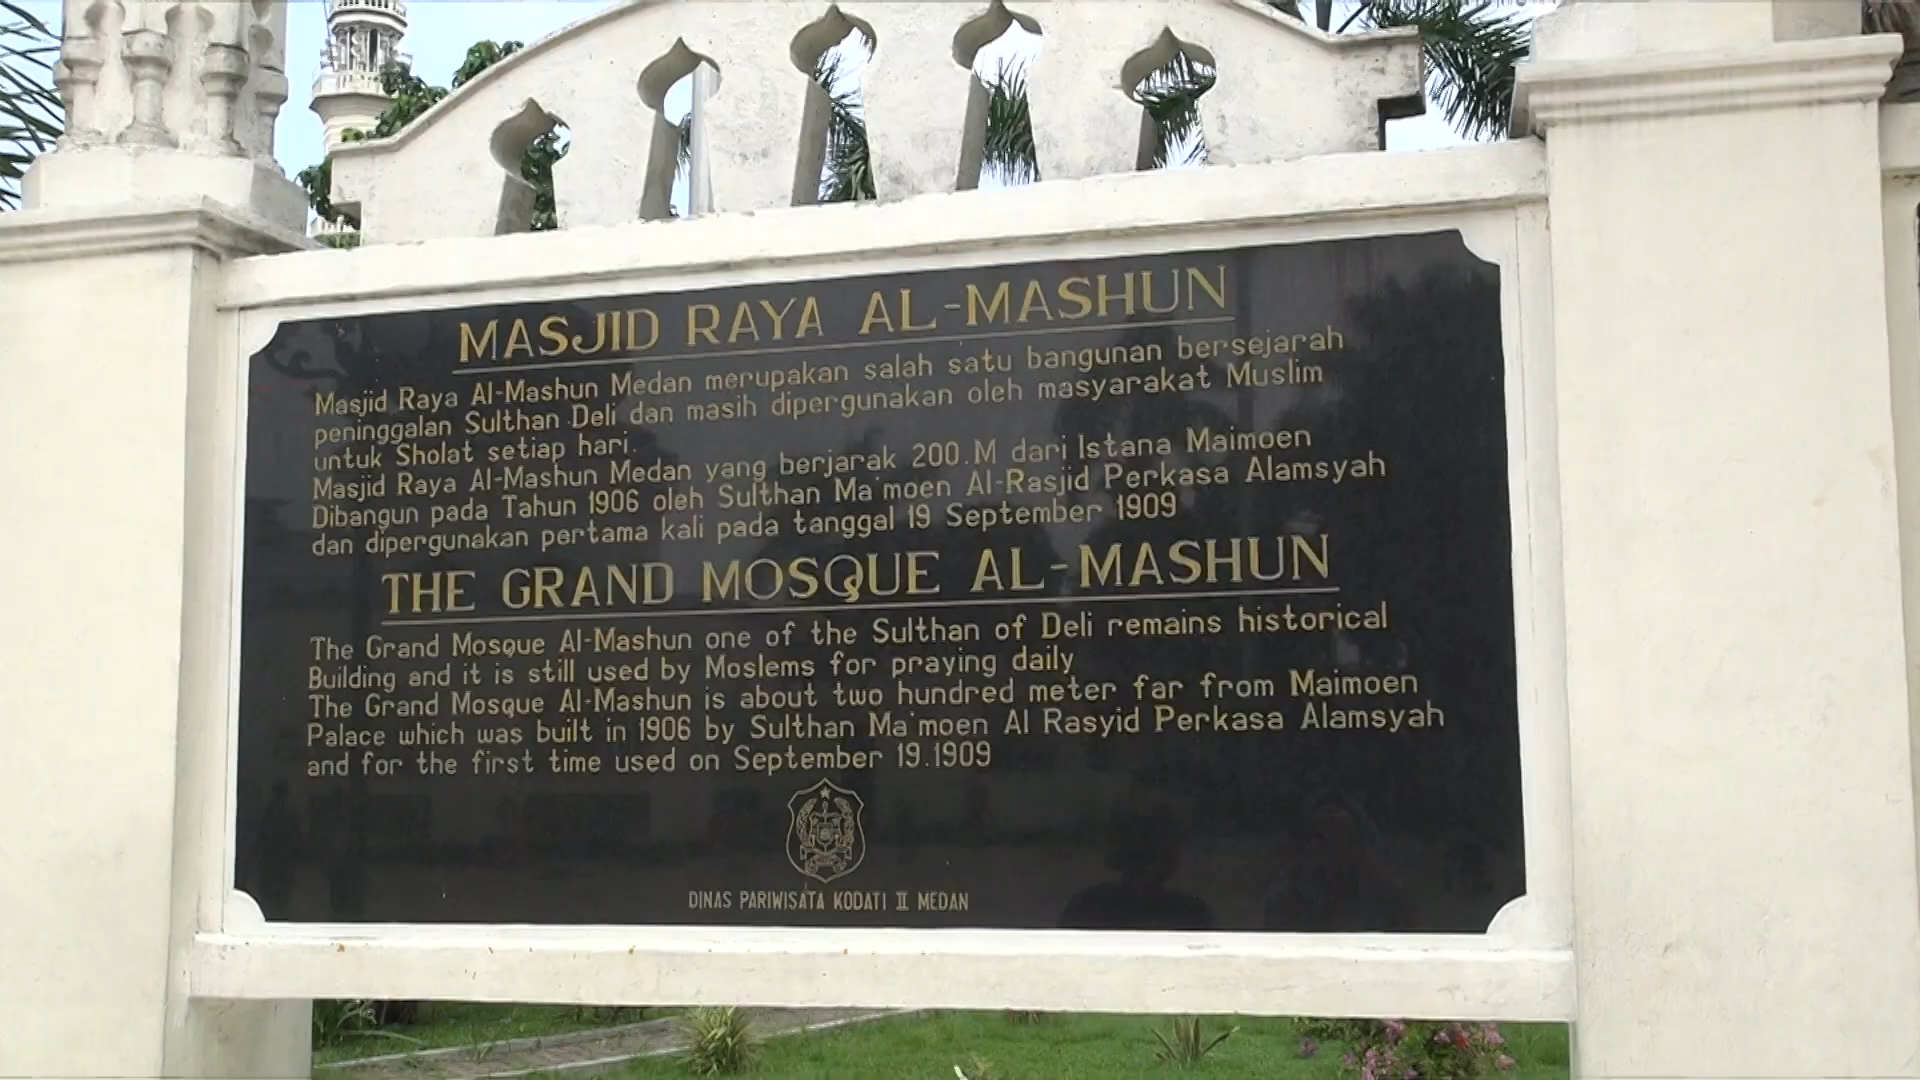 MASJID RAYA AL-MASHUN
Masjid Raya Al-Mashun Medan merupakan salah satu bangunan bersejarah
peninggalan Sulthan Deli dan masih dipergunakan oleh masyarakat Muslim
untuk Sholat setiap hari.
Masjid Raya Al-Mashun Medan yang berjarak 200.M dari Istana Maimoen
Dibangun pada Tahun 1906 oleh Sulthan Ma'moen Al-Rasjid Perkasa Alamsyah
dan dipergunakan pertama kali pada tanggal 19 September 1909
THE GRAND MOSQUE AL-MASHUN
The Grand Mosque Al-Mashun one of the Sulthan of Deli remains historical
Building and it is still used by Moslems for praying daily
The Grand Mosque Al-Mashun is about two hundred meter far from Maimoen
Palace which was built in 1906 by Sulthan Ma'moen Al Rasyid Perkasa Alamsyah
and for the first time used on September 19.1909
DINAS PARIWISATA KODATI II MEDAN